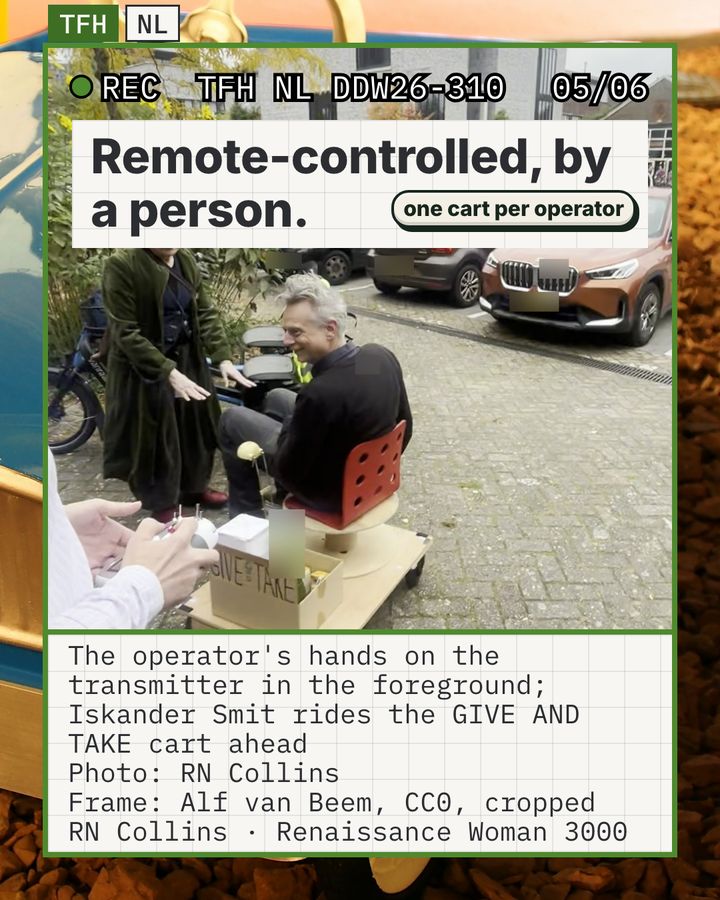 TFH NL
REC TFH NL DDW26-310 05/06
Remote-controlled, by
a person.
one cart per operator
GIVE AND TAKE
The operator's hands on the
transmitter in the foreground;
Iskander Smit rides the GIVE AND
TAKE cart ahead
Photo: RN Collins
Frame: Alf van Beem, CC0, cropped
RN Collins · Renaissance Woman 3000